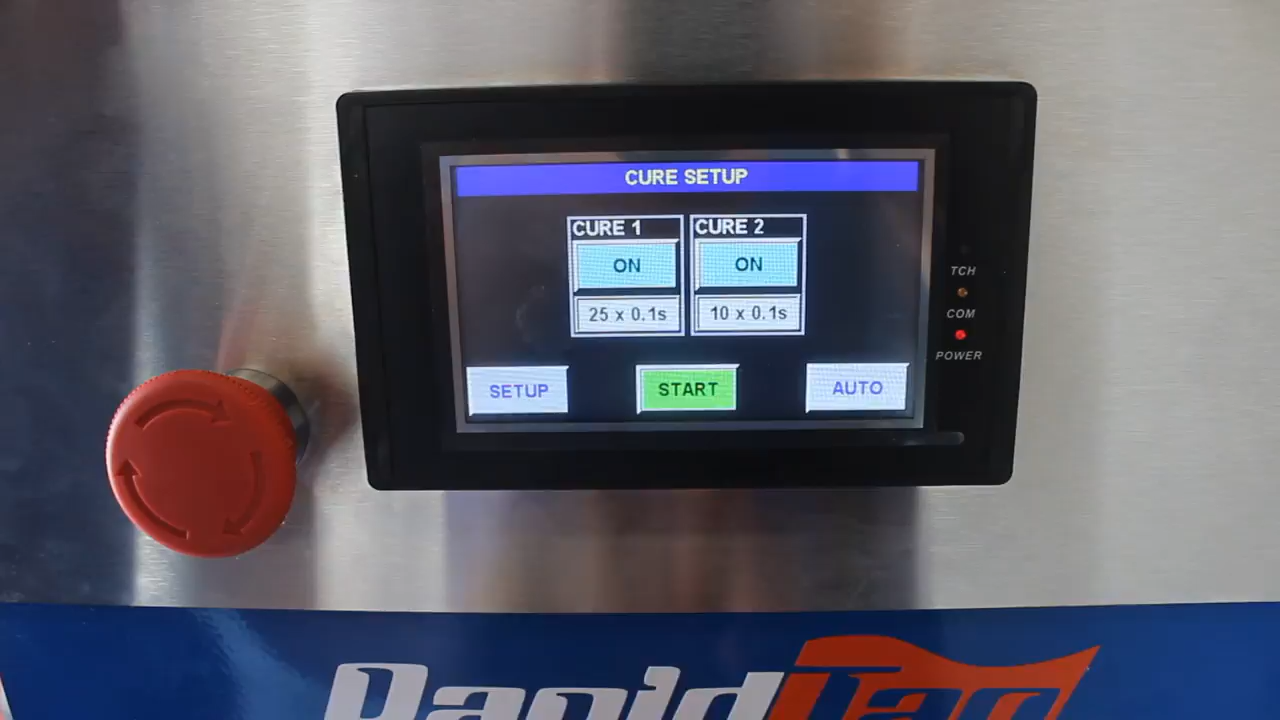 CURE SETUP
CURE 1 CURE 2
ON ON
25 x 0.1s 10 x 0.1s
SETUP START AUTO
TCH
COM
POWER
RapidTag